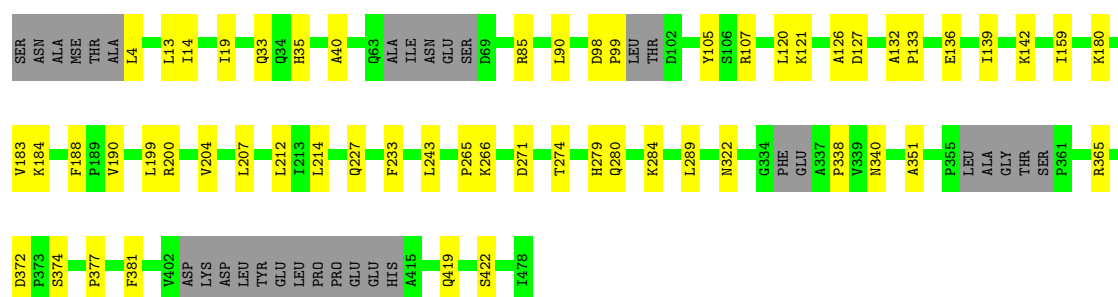 SER ASN ALA MSE THR ALA L4 L13 I14 I19 Q33 Q34 H35 A40 Q63 ALA ILE ASN GLU SER D69 R85 L90 D98 P99 LEU THR D102 Y105 S106 R107 L120 K121 A126 D127 A132 P133 E136 I139 K142 I159 K180
V183 K184 F188 P189 V190 L199 R200 V204 L207 L212 I213 L214 Q227 F233 L243 P265 K266 D271 T274 H279 Q280 K284 L289 N322 G334 PHE GLU A337 P338 V339 N340 A351 P355 LEU ALA GLY THR SER P361 R365
D372 P373 S374 P377 F381 V402 ASP LYS ASP LEU TYR GLU LEU PRO PRO GLU GLU HIS A415 Q419 S422 I478